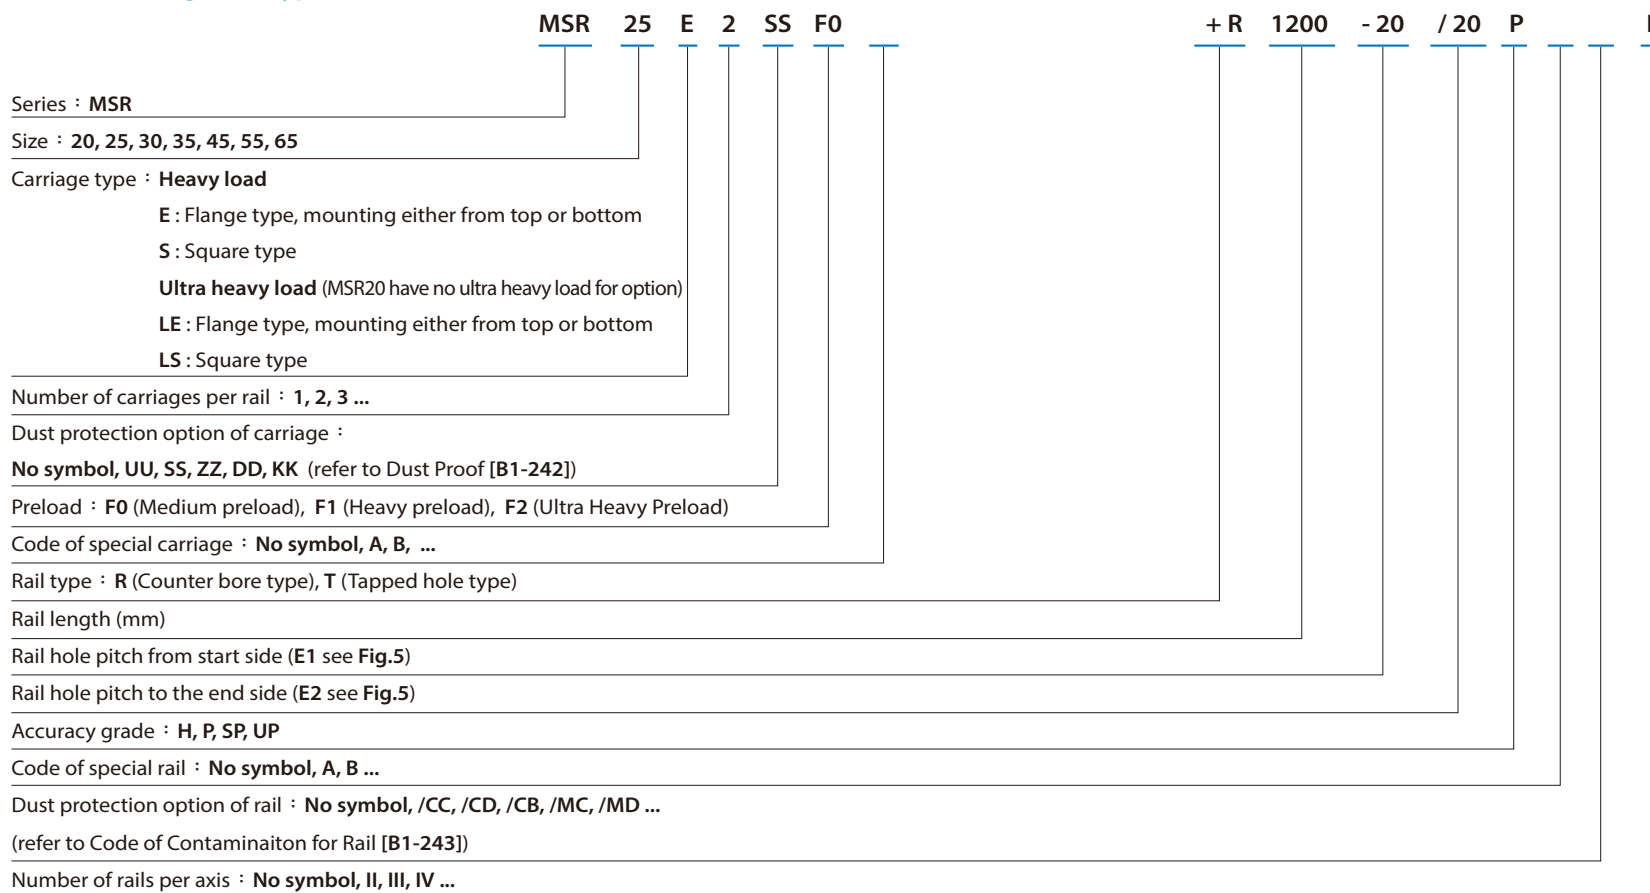 MSR 25 E 2 SS F0 + R 1200 - 20 / 20 P
Series : MSR
Size : 20, 25, 30, 35, 45, 55, 65
Carriage type : Heavy load
E : Flange type, mounting either from top or bottom
S : Square type
Ultra heavy load (MSR20 have no ultra heavy load for option)
LE : Flange type, mounting either from top or bottom
LS : Square type
Number of carriages per rail : 1, 2, 3 ...
Dust protection option of carriage :
No symbol, UU, SS, ZZ, DD, KK (refer to Dust Proof [B1-242])
Preload : F0 (Medium preload), F1 (Heavy preload), F2 (Ultra Heavy Preload)
Code of special carriage : No symbol, A, B, ...
Rail type : R (Counter bore type), T (Tapped hole type)
Rail length (mm)
Rail hole pitch from start side (E1 see Fig.5)
Rail hole pitch to the end side (E2 see Fig.5)
Accuracy grade : H, P, SP, UP
Code of special rail : No symbol, A, B ...
Dust protection option of rail : No symbol, /CC, /CD, /CB, /MC, /MD ...
(refer to Code of Contaminaiton for Rail [B1-243])
Number of rails per axis : No symbol, II, III, IV ...